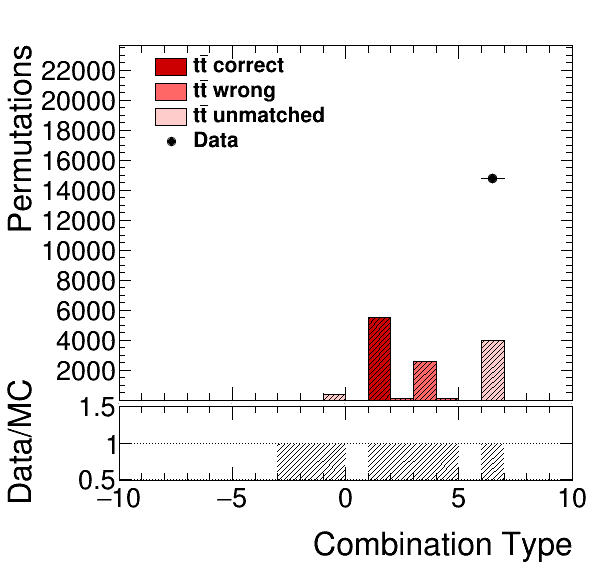 Permutations
22000
20000
18000
16000
14000
12000
10000
8000
6000
4000
2000
tt̄ correct
tt̄ wrong
tt̄ unmatched
Data
Data/MC
1.5
1
0.5
−10 −5 0 5 10
Combination Type